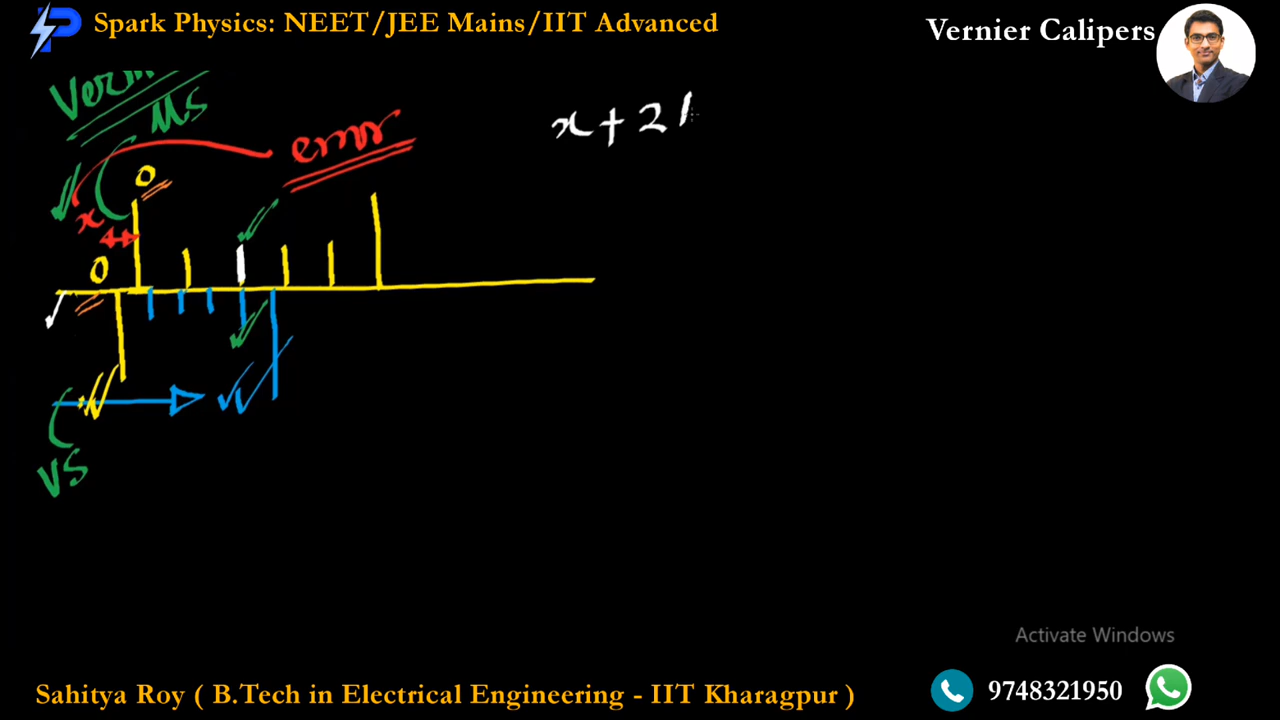 Spark Physics: NEET/JEE Mains/IIT Advanced
Vernier Calipers
MS
error
x + 2
0
x
0
VS
Activate Windows
Sahitya Roy ( B.Tech in Electrical Engineering - IIT Kharagpur )
9748321950